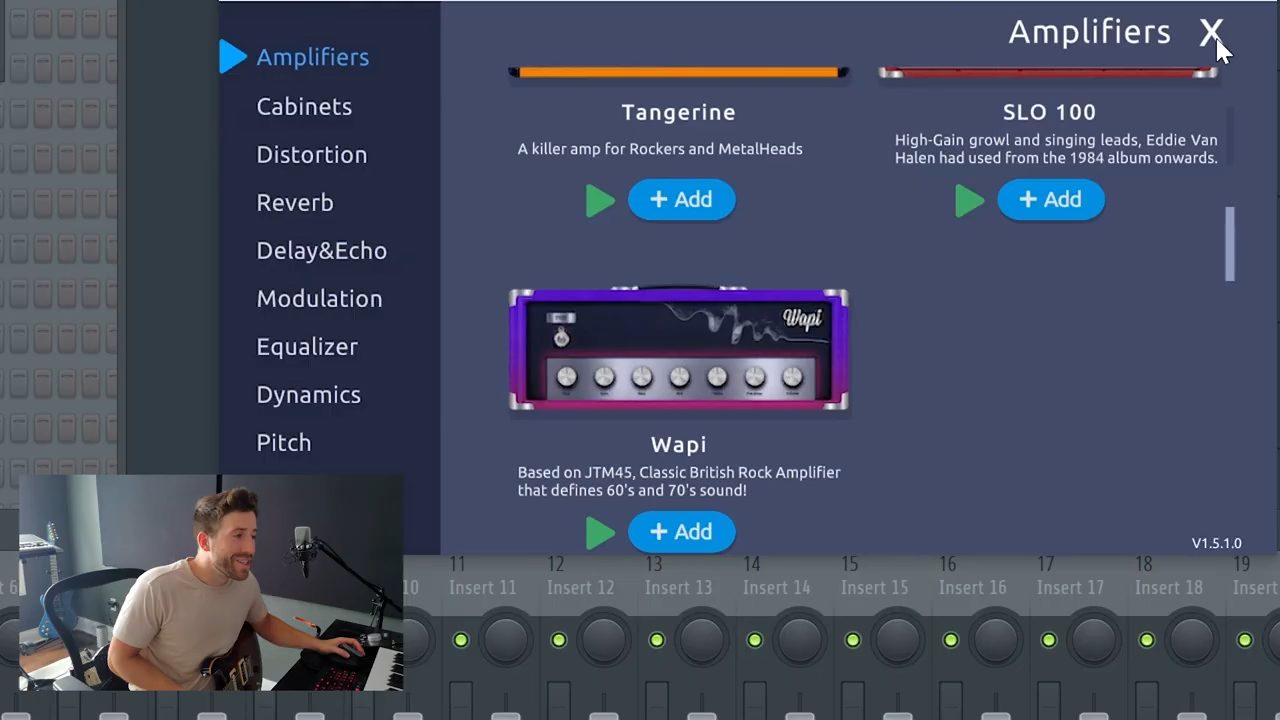 Amplifiers X
Amplifiers
Cabinets
Distortion
Reverb
Delay&Echo
Modulation
Equalizer
Dynamics
Pitch
Tangerine
A killer amp for Rockers and MetalHeads
+ Add
SLO 100
High-Gain growl and singing leads, Eddie Van
Halen had used from the 1984 album onwards.
+ Add
Wapi
Wapi
Based on JTM45, Classic British Rock Amplifier
that defines 60's and 70's sound!
+ Add
V1.5.1.0
10 11 12 13 14 15 16 17 18 19
t 6 Insert 11 Insert 12 Insert 13 Insert 14 Insert 15 Insert 16 Insert 17 Insert 18 Insert